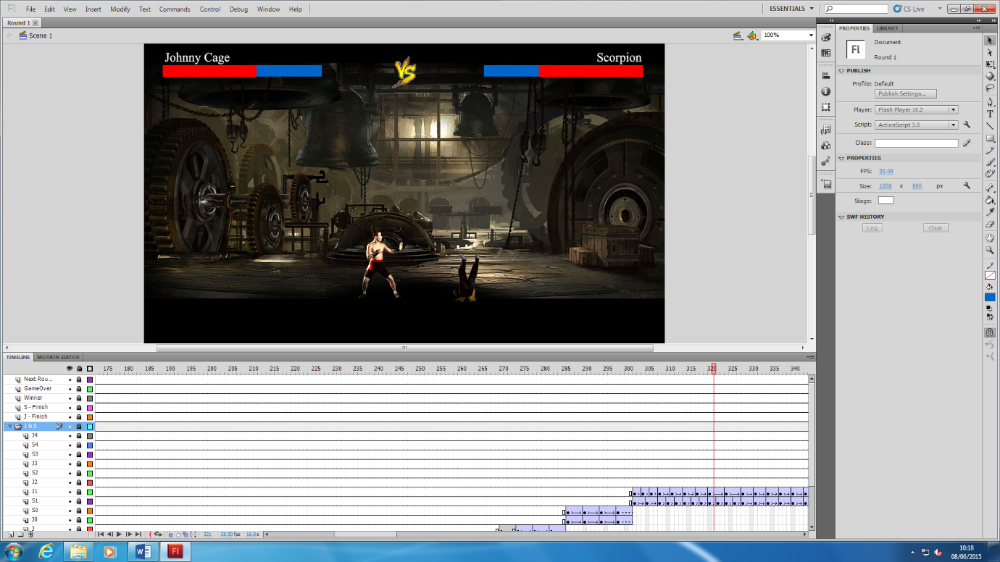 Fl File Edit View Insert Modify Text Commands Control Debug Window Help ESSENTIALS CS Live
Round 1
Scene 1 100%
Johnny Cage VS Scorpion
PROPERTIES LIBRARY
Document
Fl
Round 1
PUBLISH
Profile: Default
Publish Settings...
Player: Flash Player 10.2
Script: ActionScript 3.0
Class:
PROPERTIES
FPS: 20.00
Size: 1000 x 600 px
Stage:
SWF HISTORY
Log Clear
TIMELINE MOTION EDITOR
175 180 185 190 195 200 205 210 215 220 225 230 235 240 245 250 255 260 265 270 275 280 285 290 295 300 305 310 315 320 325 330 335 340
Next Rou...
GameOver
Winner
S - Finish
J - Finish
J & S
J4
S4
S3
J3
S2
J2
J1
S1
S0
J0
J
321 20.00fps 16.0s
W Fl
10:18
08/06/2015